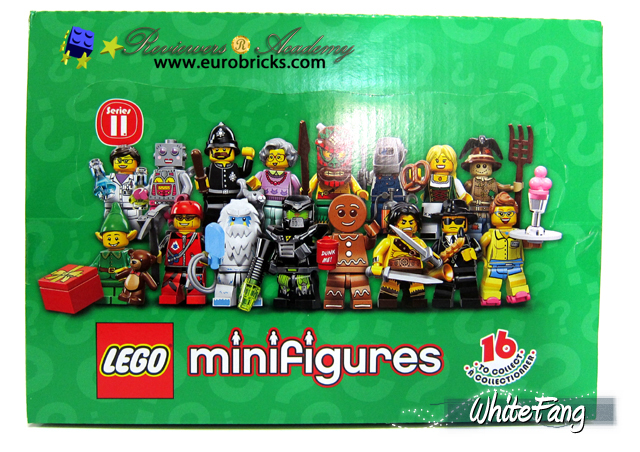 Reviewers R Academy
www.eurobricks.com
Series
11
DUNK
ME!
LEGO
minifigures
16
TO COLLECT
À COLLECTIONNER
WhiteFang